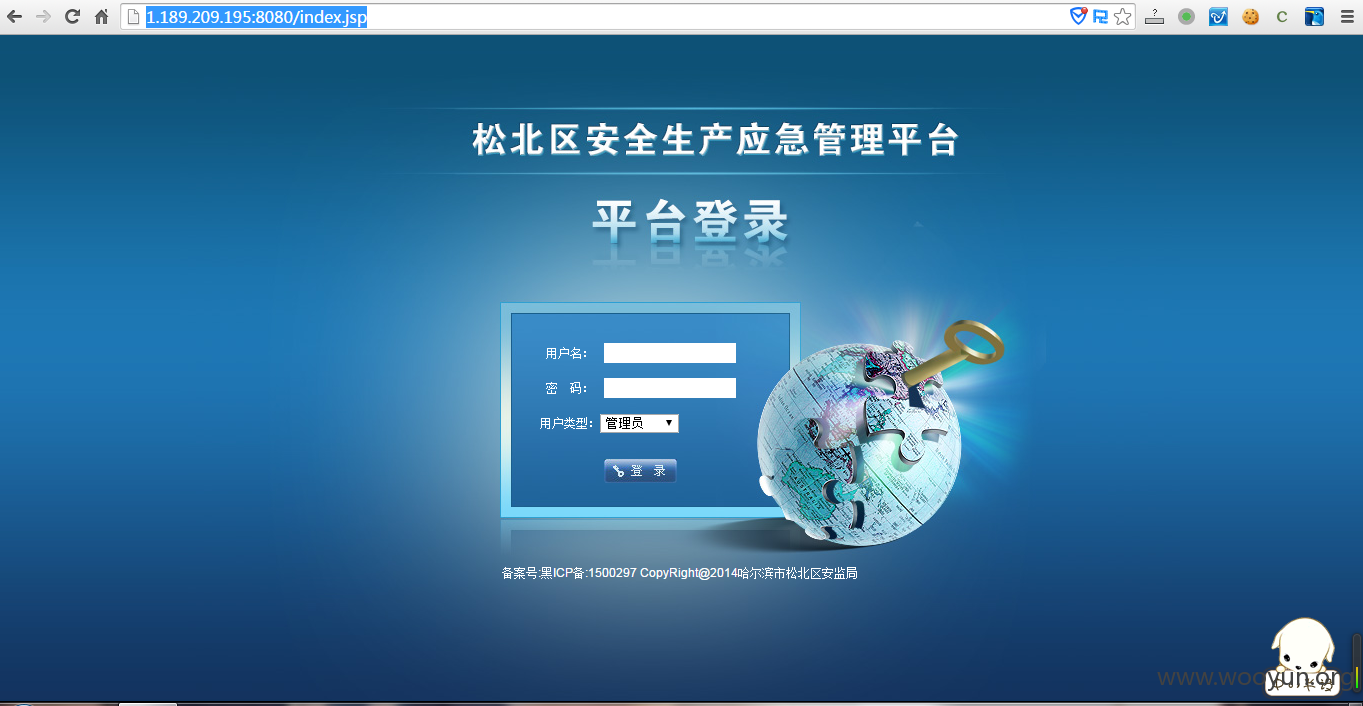 1.189.209.195:8080/index.jsp
松北区安全生产应急管理平台
平台登录
用户名：
密 码：
用户类型： 管理员
登 录
备案号:黑ICP备:1500297 CopyRight@2014哈尔滨市松北区安监局
www.wooyun.org